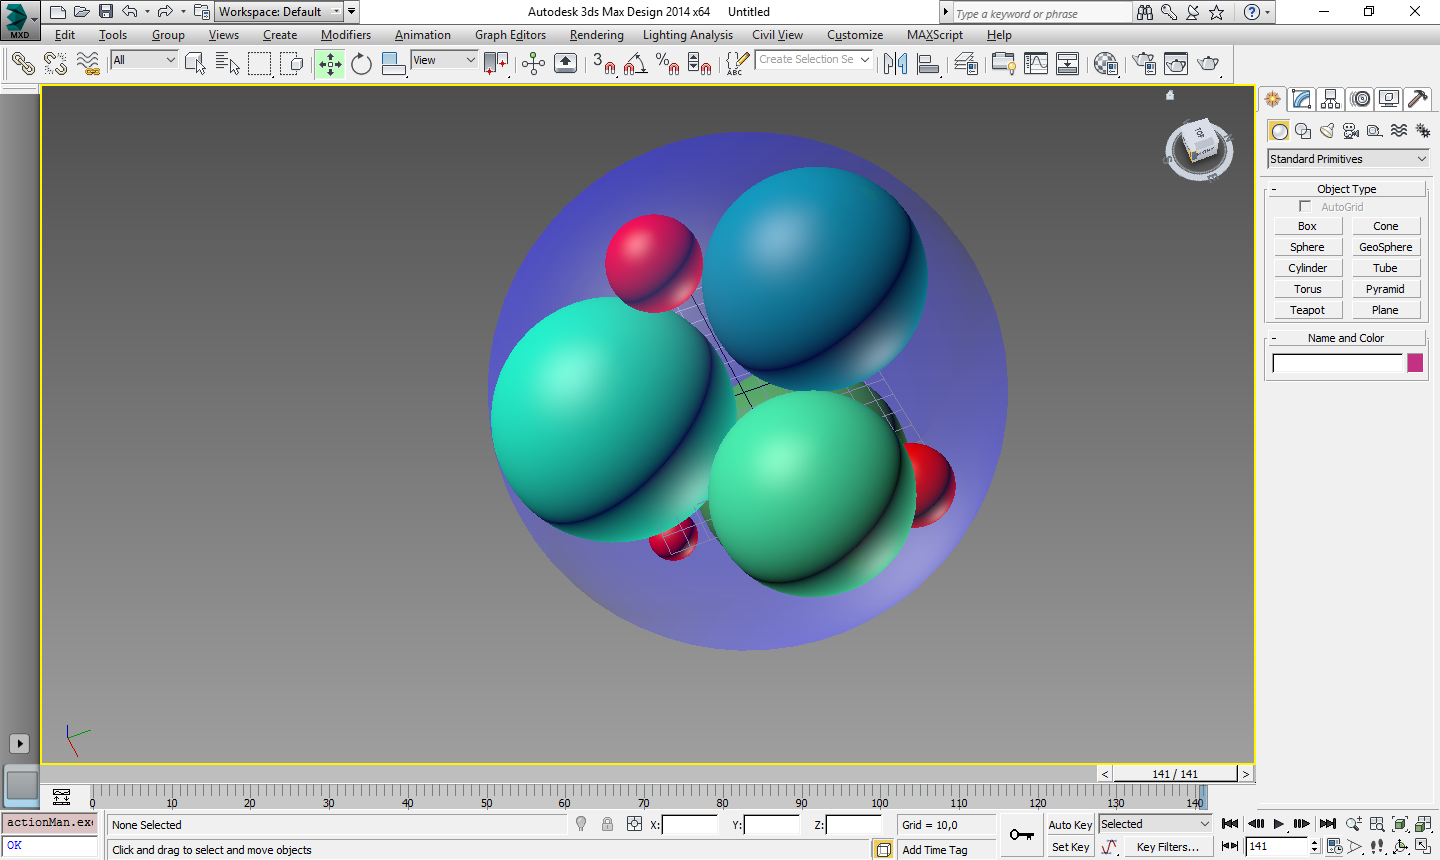 Workspace: Default
Autodesk 3ds Max Design 2014 x64 Untitled
Type a keyword or phrase
MXD
Edit Tools Group Views Create Modifiers Animation Graph Editors Rendering Lighting Analysis Civil View Customize MAXScript Help
All
View
3
%
ABC
Create Selection Se
TOP
Standard Primitives
- Object Type
AutoGrid
Box Cone
Sphere GeoSphere
Cylinder Tube
Torus Pyramid
Teapot Plane
- Name and Color
< 141 / 141 >
0 10 20 30 40 50 60 70 80 90 100 110 120 130 140
actionMan.exe
OK
None Selected X: Y: Z: Grid = 10,0
Click and drag to select and move objects Add Time Tag
Auto Key Selected
Set Key Key Filters... 141